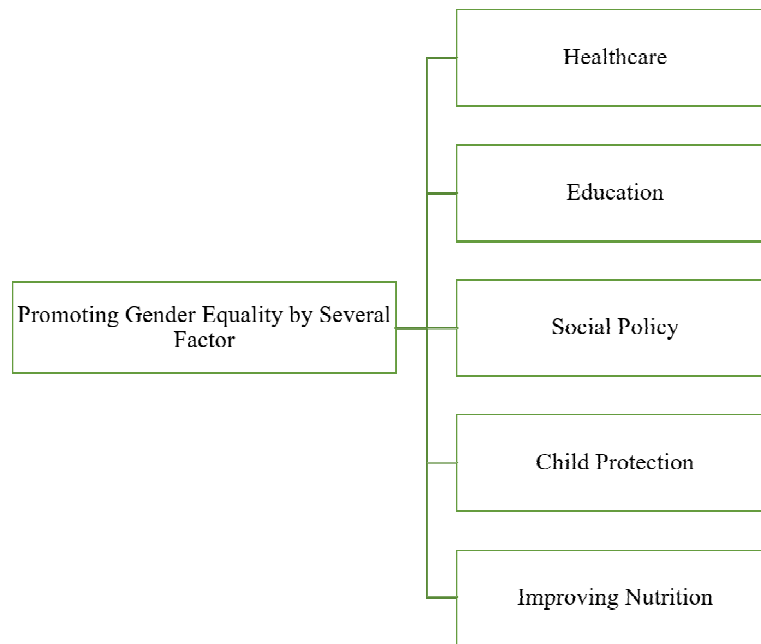 Healthcare
Education
Promoting Gender Equality by Several
Factor
Social Policy
Child Protection
Improving Nutrition